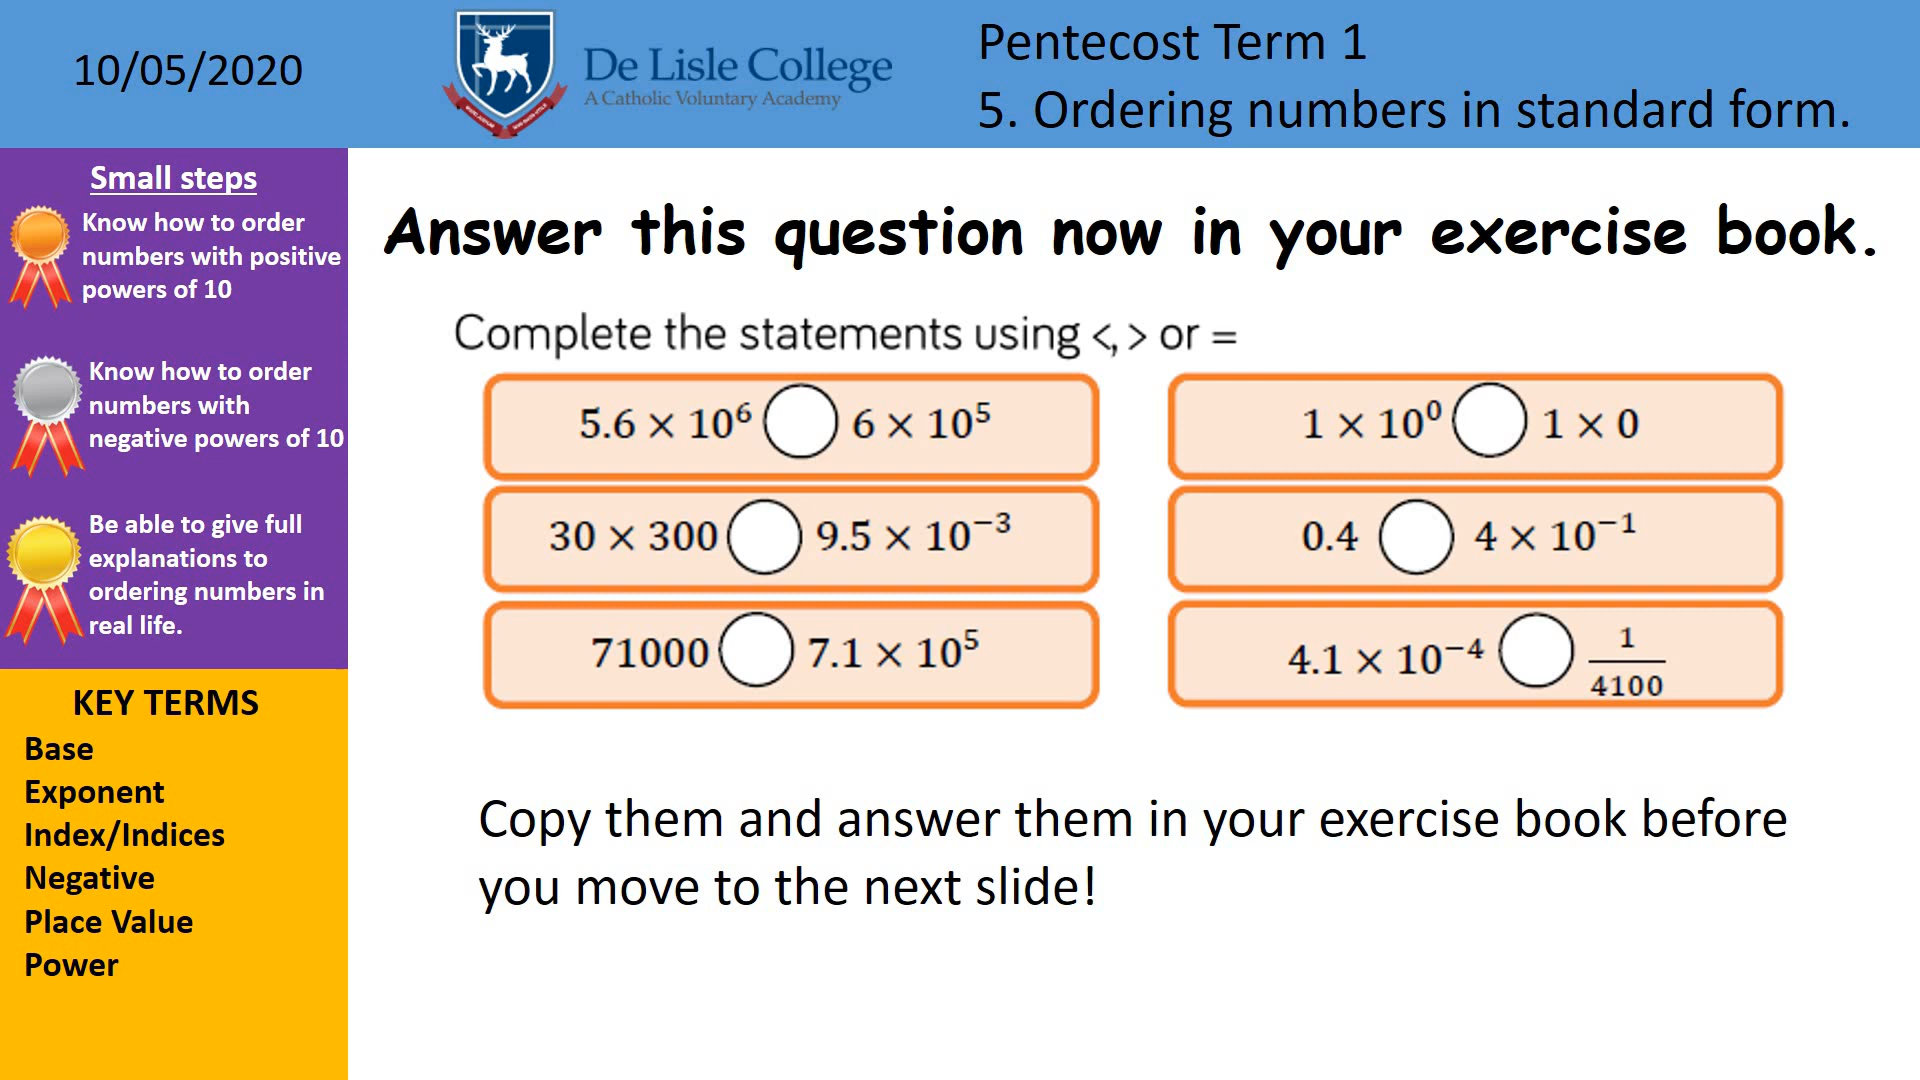 10/05/2020
De Lisle College
A Catholic Voluntary Academy
Pentecost Term 1
5. Ordering numbers in standard form.
Small steps
Know how to order
numbers with positive
powers of 10
Know how to order
numbers with
negative powers of 10
Be able to give full
explanations to
ordering numbers in
real life.
KEY TERMS
Base
Exponent
Index/Indices
Negative
Place Value
Power
Answer this question now in your exercise book.
Complete the statements using <, > or =
5.6 × 10⁶ 6 × 10⁵
1 × 10⁰ 1 × 0
30 × 300 9.5 × 10⁻³
0.4 4 × 10⁻¹
71000 7.1 × 10⁵
4.1 × 10⁻⁴ 1/4100
Copy them and answer them in your exercise book before
you move to the next slide!